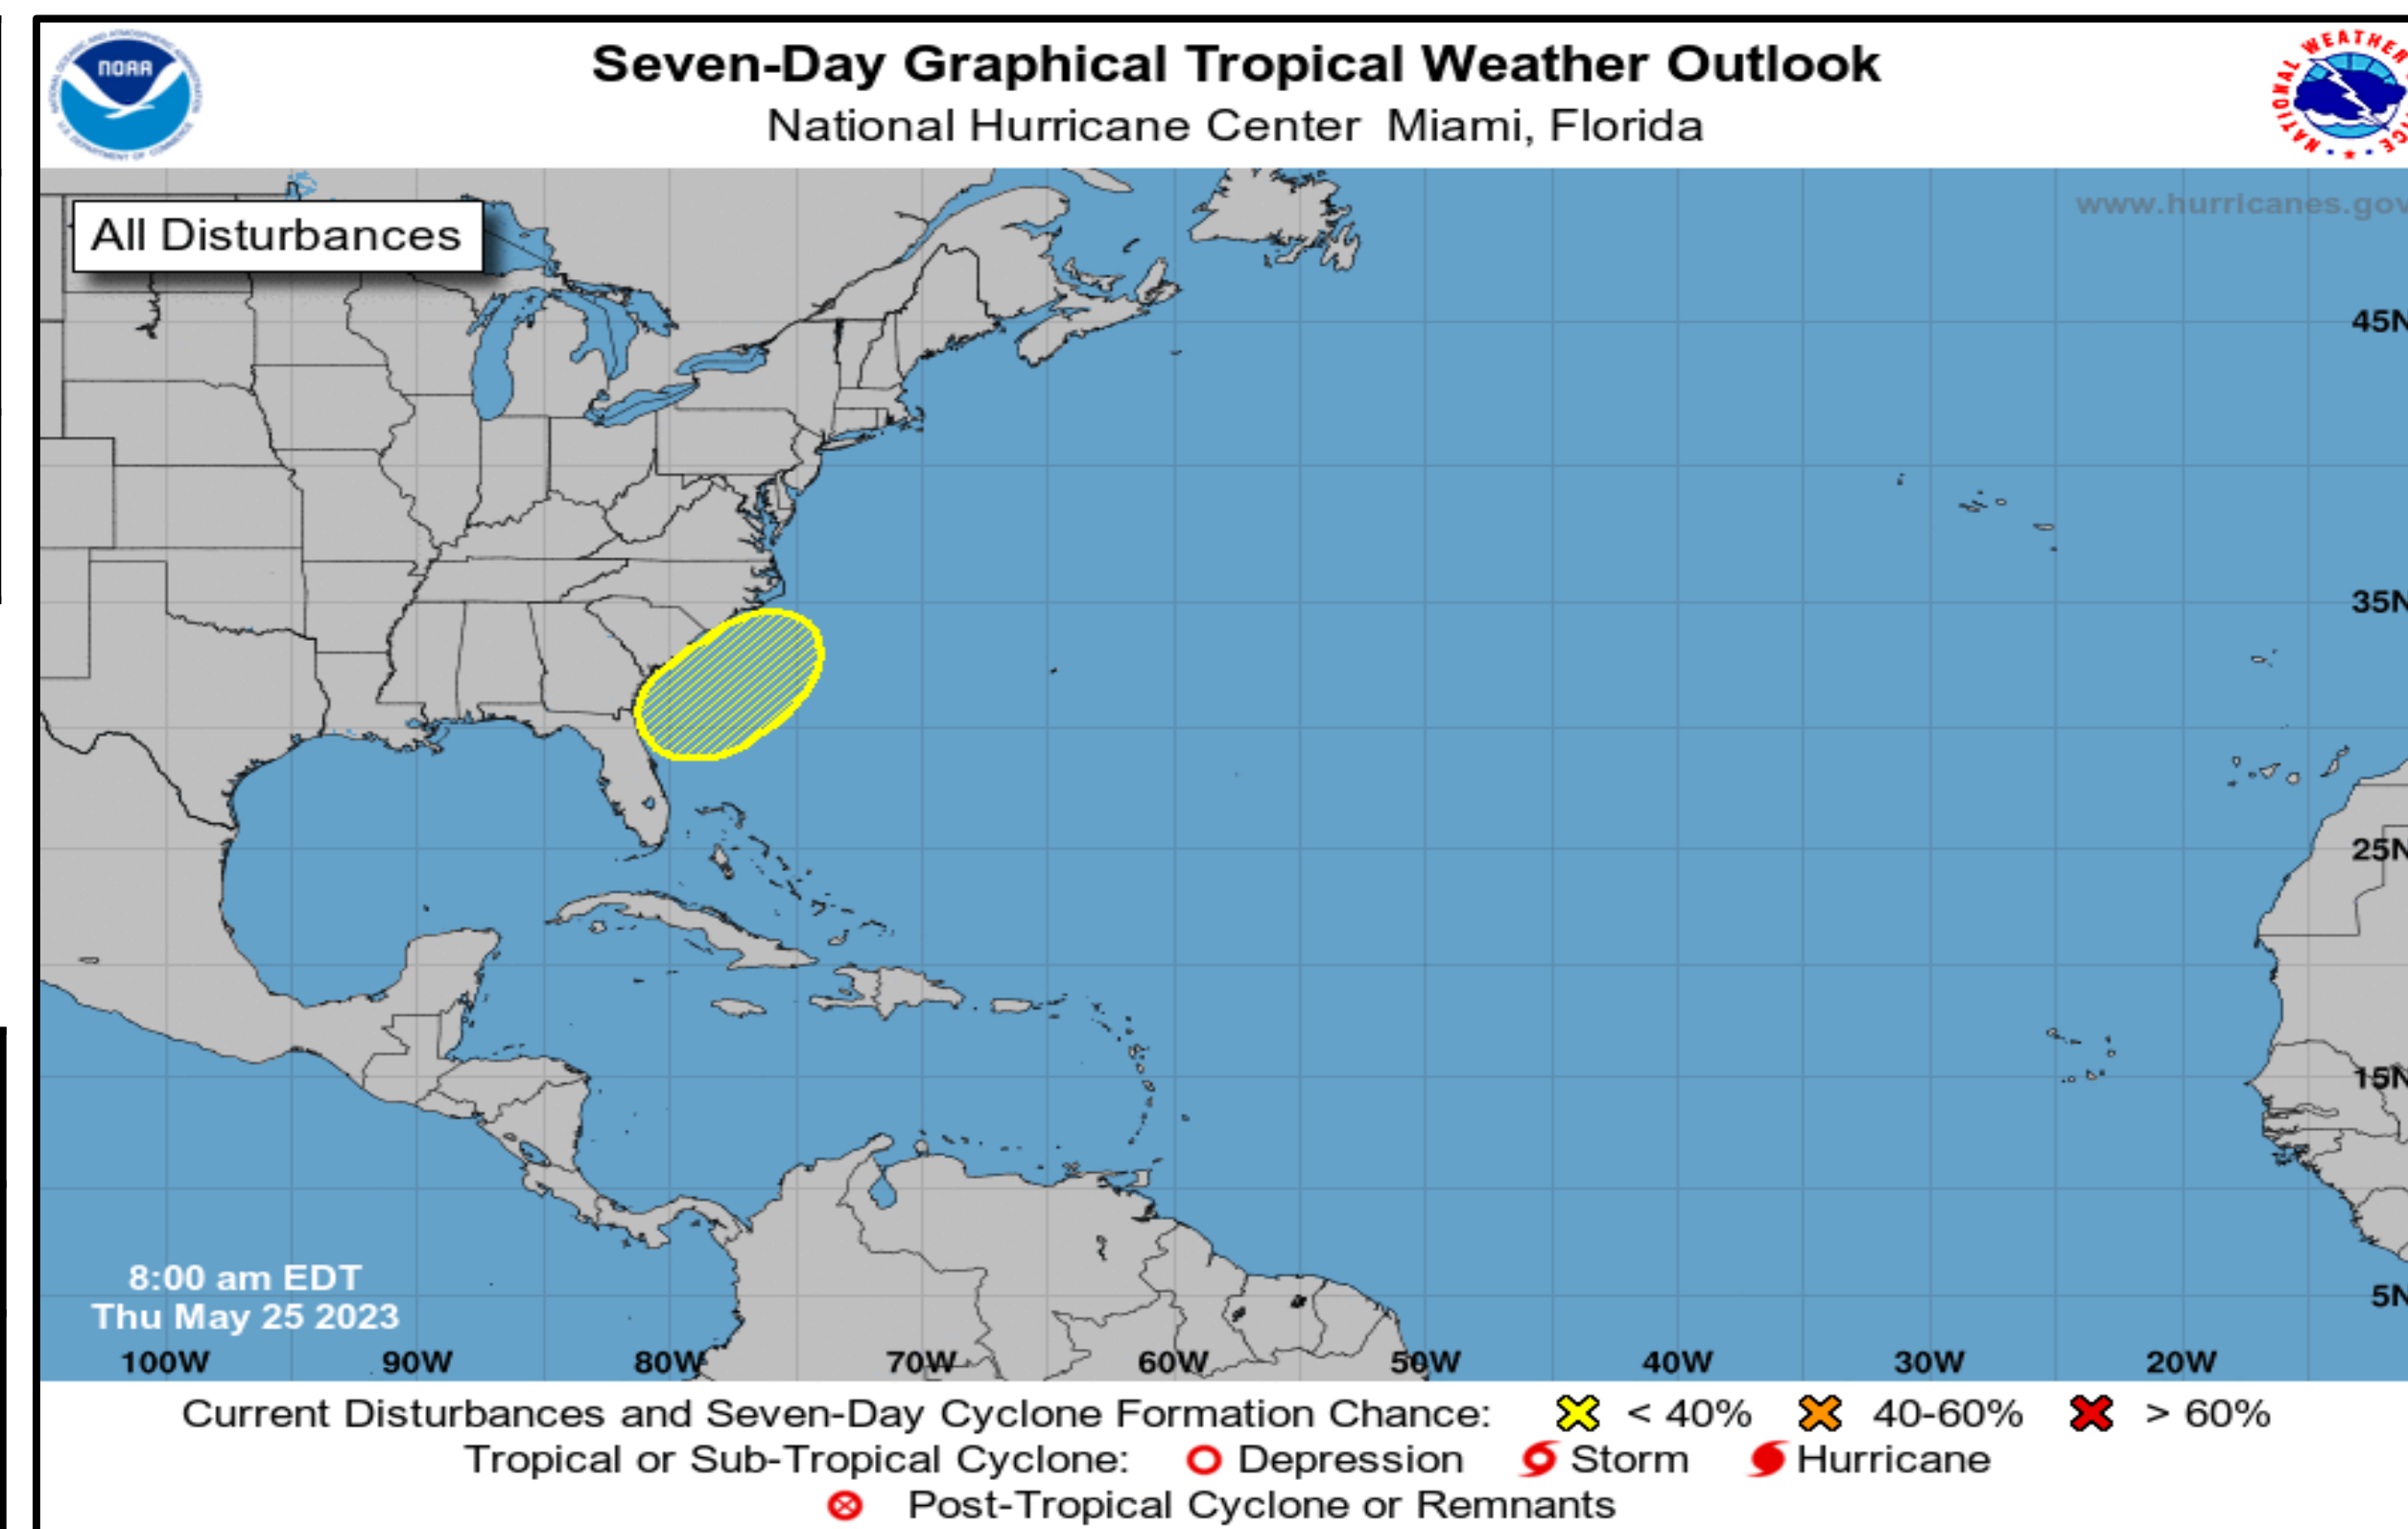 NOAA
Seven-Day Graphical Tropical Weather Outlook
National Hurricane Center Miami, Florida
NATIONAL WEATHER
All Disturbances
www.hurricanes.gov
45N
35N
25N
15N
5N
8:00 am EDT
Thu May 25 2023
100W 90W 80W 70W 60W 50W 40W 30W 20W
Current Disturbances and Seven-Day Cyclone Formation Chance: < 40% 40-60% > 60%
Tropical or Sub-Tropical Cyclone: Depression Storm Hurricane
Post-Tropical Cyclone or Remnants